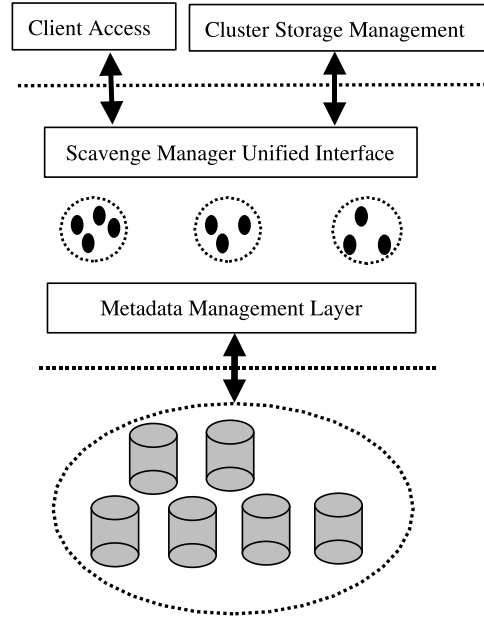 Client Access
Cluster Storage Management
Scavenge Manager Unified Interface
Metadata Management Layer